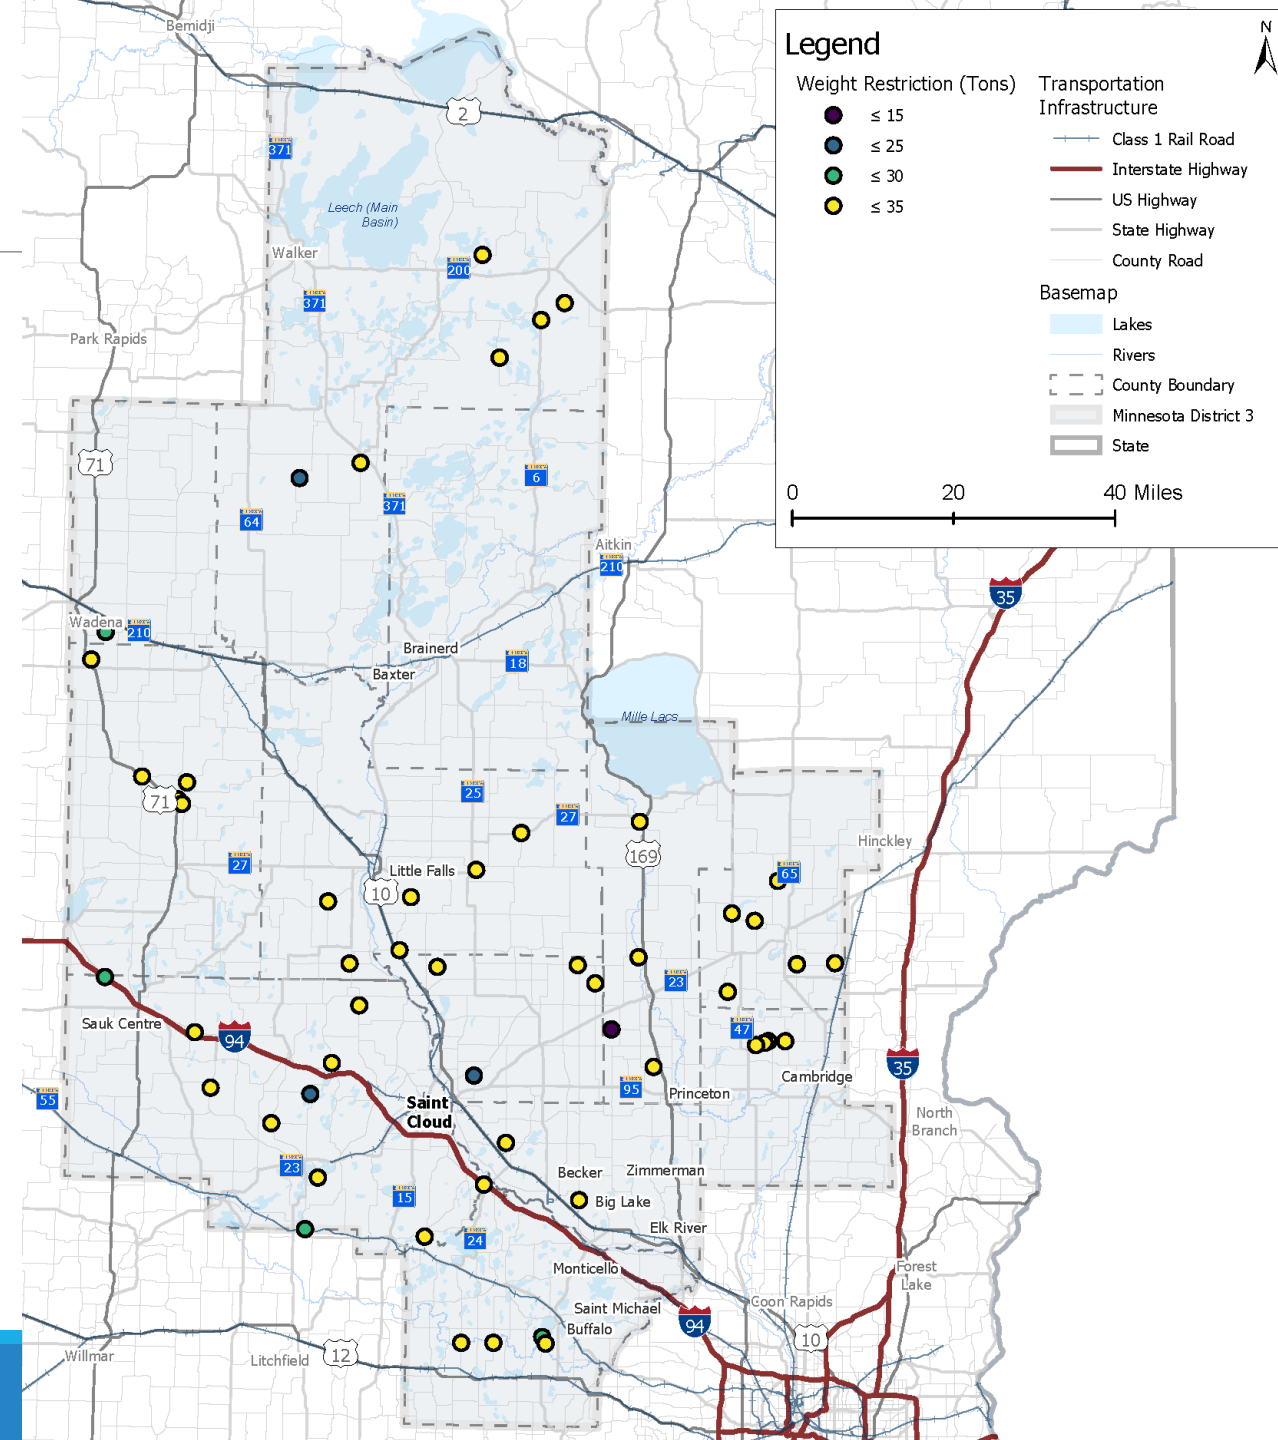 Legend
Weight Restriction (Tons)
≤ 15
≤ 25
≤ 30
≤ 35
Transportation
Infrastructure
Class 1 Rail Road
Interstate Highway
US Highway
State Highway
County Road
Basemap
Lakes
Rivers
County Boundary
Minnesota District 3
State
N
0 20 40 Miles
Bemidji
2
371
Leech (Main
Basin)
Walker
200
371
Park Rapids
71
6
371
64
Aitkin
210
35
Wadena
210
Brainerd
18
Baxter
Mille Lacs
71
25
27
169
Hinckley
27
Little Falls
65
10
23
Sauk Centre
94
47
35
55
95
Princeton
Cambridge
Saint
Cloud
North
Branch
23
15
Becker
Zimmerman
Big Lake
24
Elk River
Monticello
Forest
Lake
Saint Michael
Coon Rapids
Buffalo
94
10
Willmar
Litchfield
12